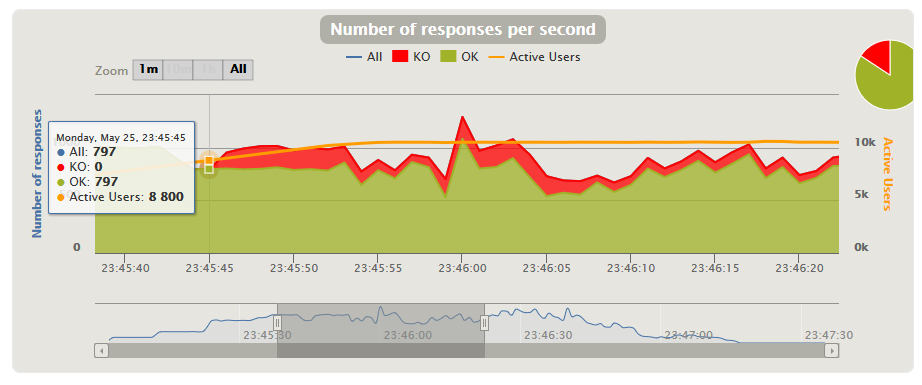 Number of responses per second
All KO OK Active Users
Zoom 1m All
Number of responses
Monday, May 25, 23:45:45
All: 797
KO: 0
OK: 797
Active Users: 8 800
0
10k
5k
0k
Active Users
23:45:40 23:45:45 23:45:50 23:45:55 23:46:00 23:46:05 23:46:10 23:46:15 23:46:20
23:45:30 23:46:00 23:46:30 23:47:00 23:47:30